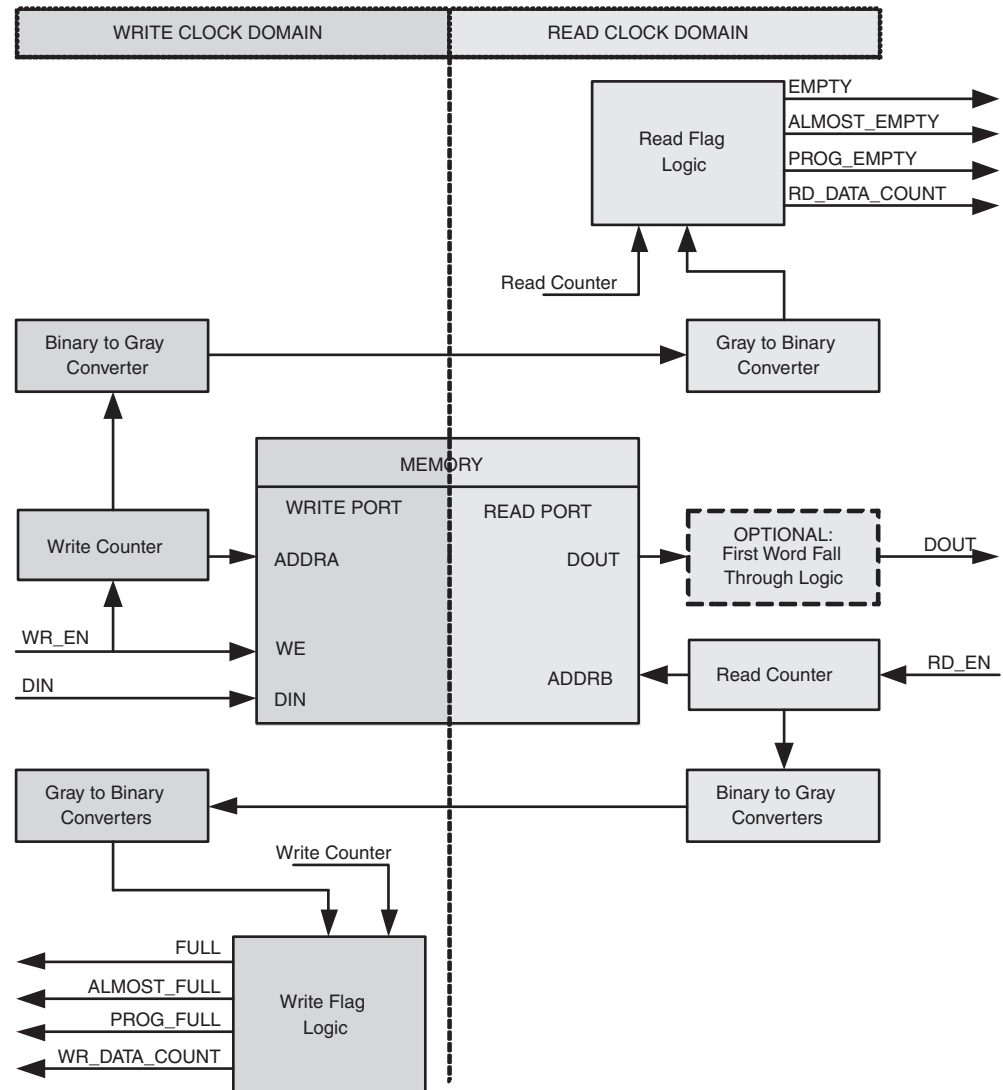 WRITE CLOCK DOMAIN
READ CLOCK DOMAIN
EMPTY
ALMOST_EMPTY
PROG_EMPTY
RD_DATA_COUNT
Read Flag
Logic
Read Counter
Binary to Gray
Converter
Gray to Binary
Converter
MEMORY
WRITE PORT
READ PORT
Write Counter
ADDRA
DOUT
OPTIONAL:
First Word Fall
Through Logic
DOUT
WR_EN
WE
DIN
DIN
ADDRB
Read Counter
RD_EN
Gray to Binary
Converters
Binary to Gray
Converters
Write Counter
FULL
ALMOST_FULL
PROG_FULL
WR_DATA_COUNT
Write Flag
Logic